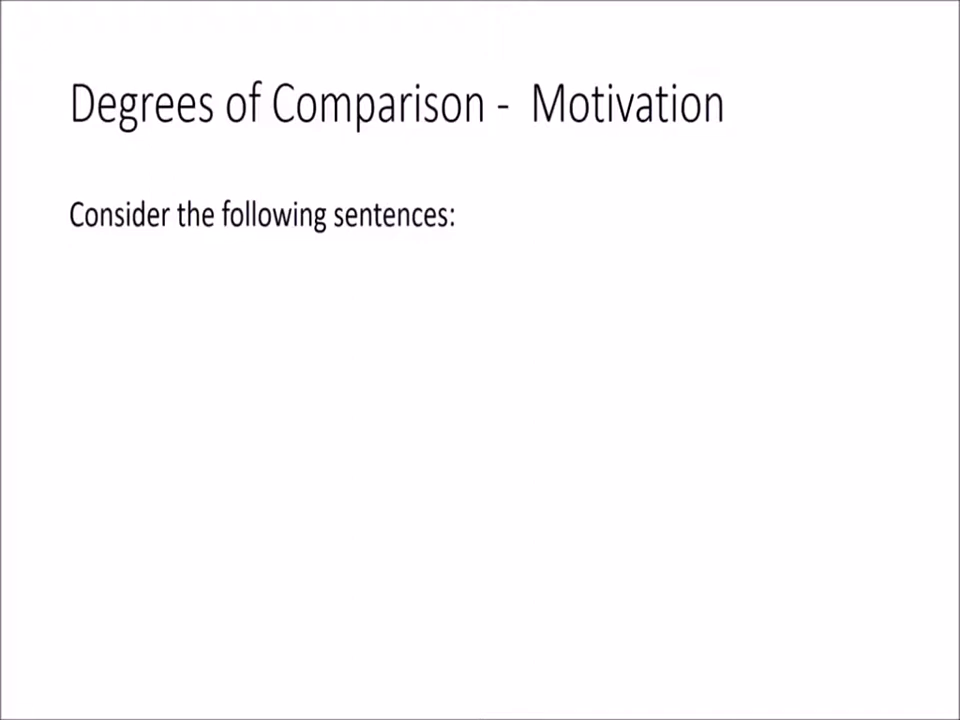 Degrees of Comparison - Motivation
Consider the following sentences: